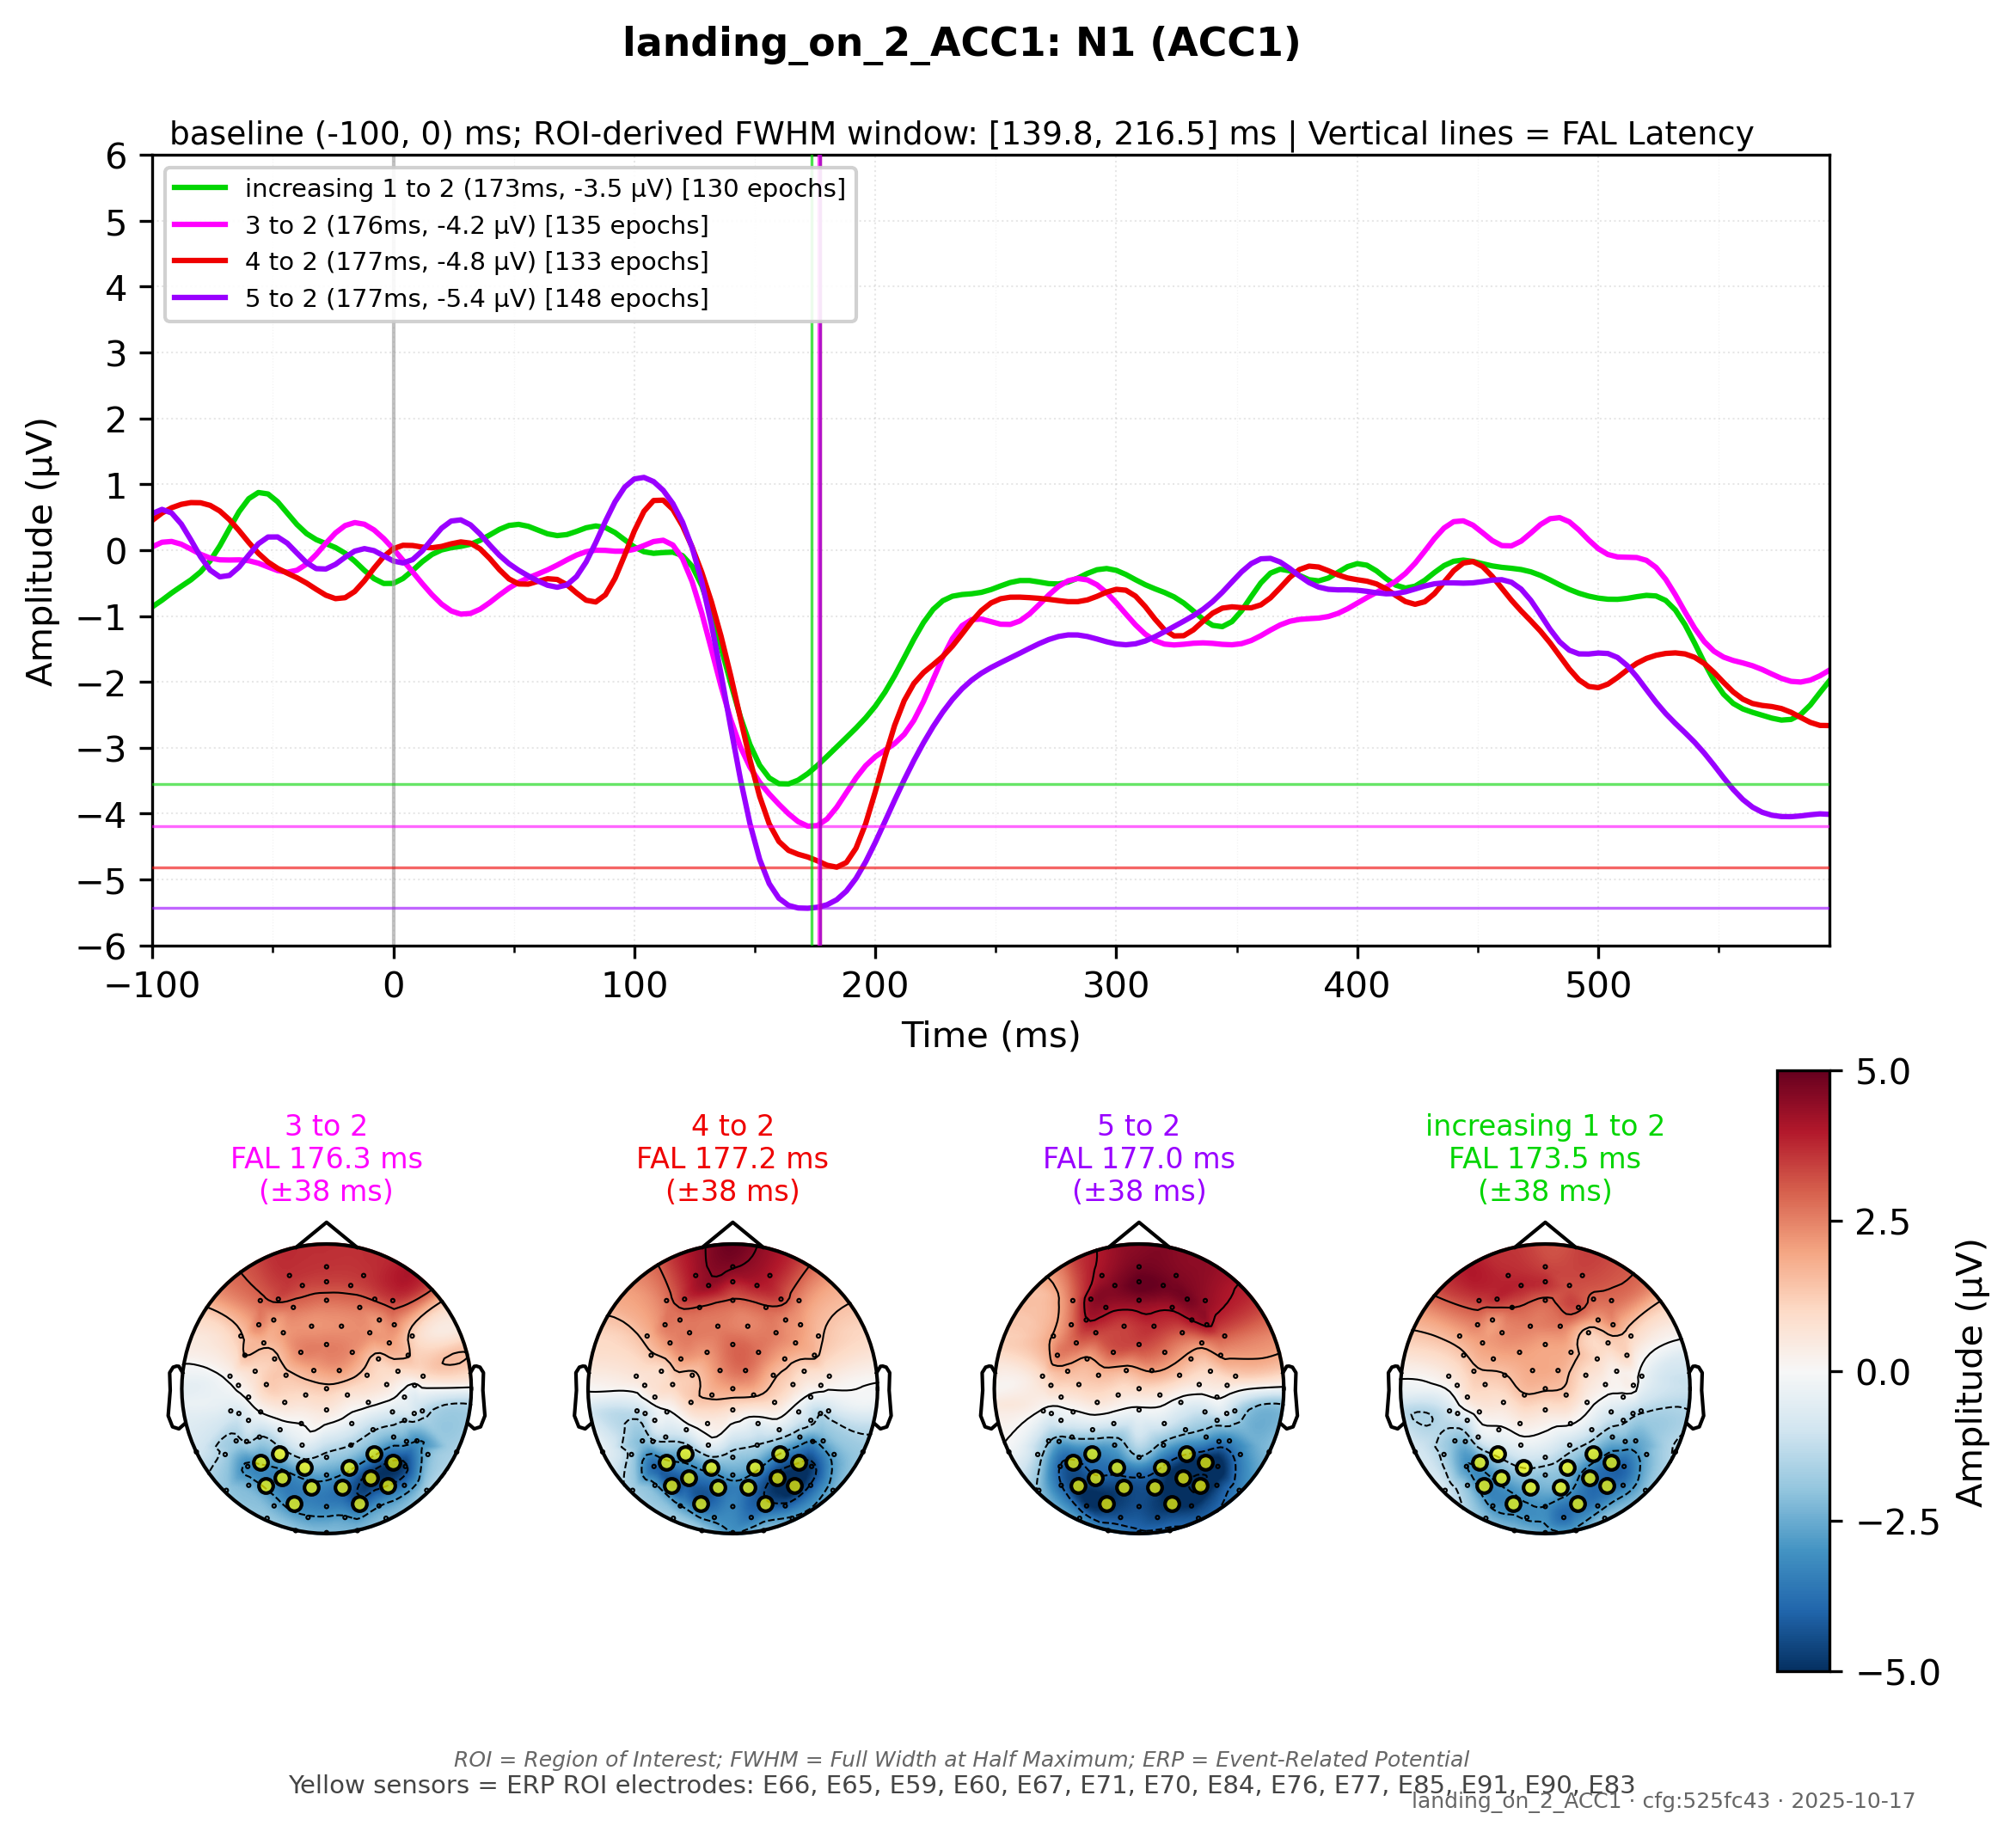 landing_on_2_ACC1: N1 (ACC1)
baseline (-100, 0) ms; ROI-derived FWHM window: [139.8, 216.5] ms | Vertical lines = FAL Latency
increasing 1 to 2 (173ms, -3.5 µV) [130 epochs]
3 to 2 (176ms, -4.2 µV) [135 epochs]
4 to 2 (177ms, -4.8 µV) [133 epochs]
5 to 2 (177ms, -5.4 µV) [148 epochs]
Amplitude (µV)
6
5
4
3
2
1
0
−1
−2
−3
−4
−5
−6
−100 0 100 200 300 400 500
Time (ms)
3 to 2
FAL 176.3 ms
(±38 ms)
4 to 2
FAL 177.2 ms
(±38 ms)
5 to 2
FAL 177.0 ms
(±38 ms)
increasing 1 to 2
FAL 173.5 ms
(±38 ms)
5.0
2.5
0.0
−2.5
−5.0
Amplitude (µV)
ROI = Region of Interest; FWHM = Full Width at Half Maximum; ERP = Event-Related Potential
Yellow sensors = ERP ROI electrodes: E66, E65, E59, E60, E67, E71, E70, E84, E76, E77, E85, E91, E90, E83
landing_on_2_ACC1 · cfg:525fc43 · 2025-10-17